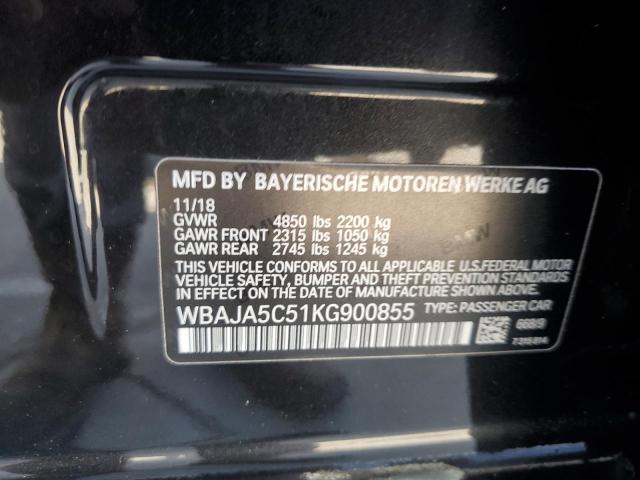 MFD BY BAYERISCHE MOTOREN WERKE AG
11/18
GVWR 4850 lbs 2200 kg
GAWR FRONT 2315 lbs 1050 kg
GAWR REAR 2745 lbs 1245 kg
THIS VEHICLE CONFORMS TO ALL APPLICABLE U.S.FEDERAL MOTOR
VEHICLE SAFETY, BUMPER AND THEFT PREVENTION STANDARDS
IN EFFECT ON THE DATE OF MANUFACTURE SHOWN ABOVE.
WBAJA5C51KG900855 TYPE: PASSENGER CAR